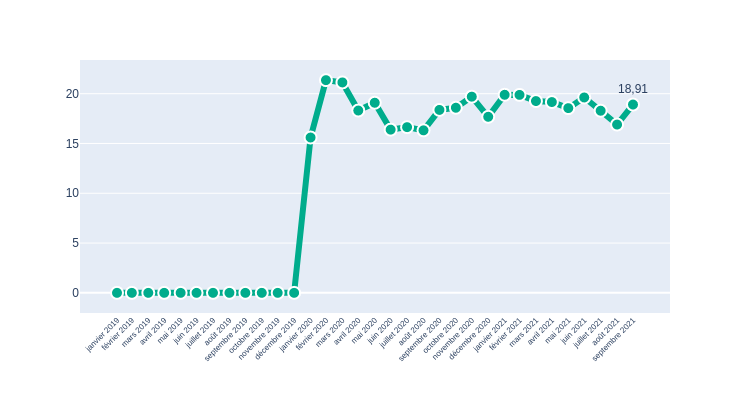 18,91
20
15
10
5
0
janvier 2019
février 2019
mars 2019
avril 2019
mai 2019
juin 2019
juillet 2019
août 2019
septembre 2019
octobre 2019
novembre 2019
décembre 2019
janvier 2020
février 2020
mars 2020
avril 2020
mai 2020
juin 2020
juillet 2020
août 2020
septembre 2020
octobre 2020
novembre 2020
décembre 2020
janvier 2021
février 2021
mars 2021
avril 2021
mai 2021
juin 2021
juillet 2021
août 2021
septembre 2021